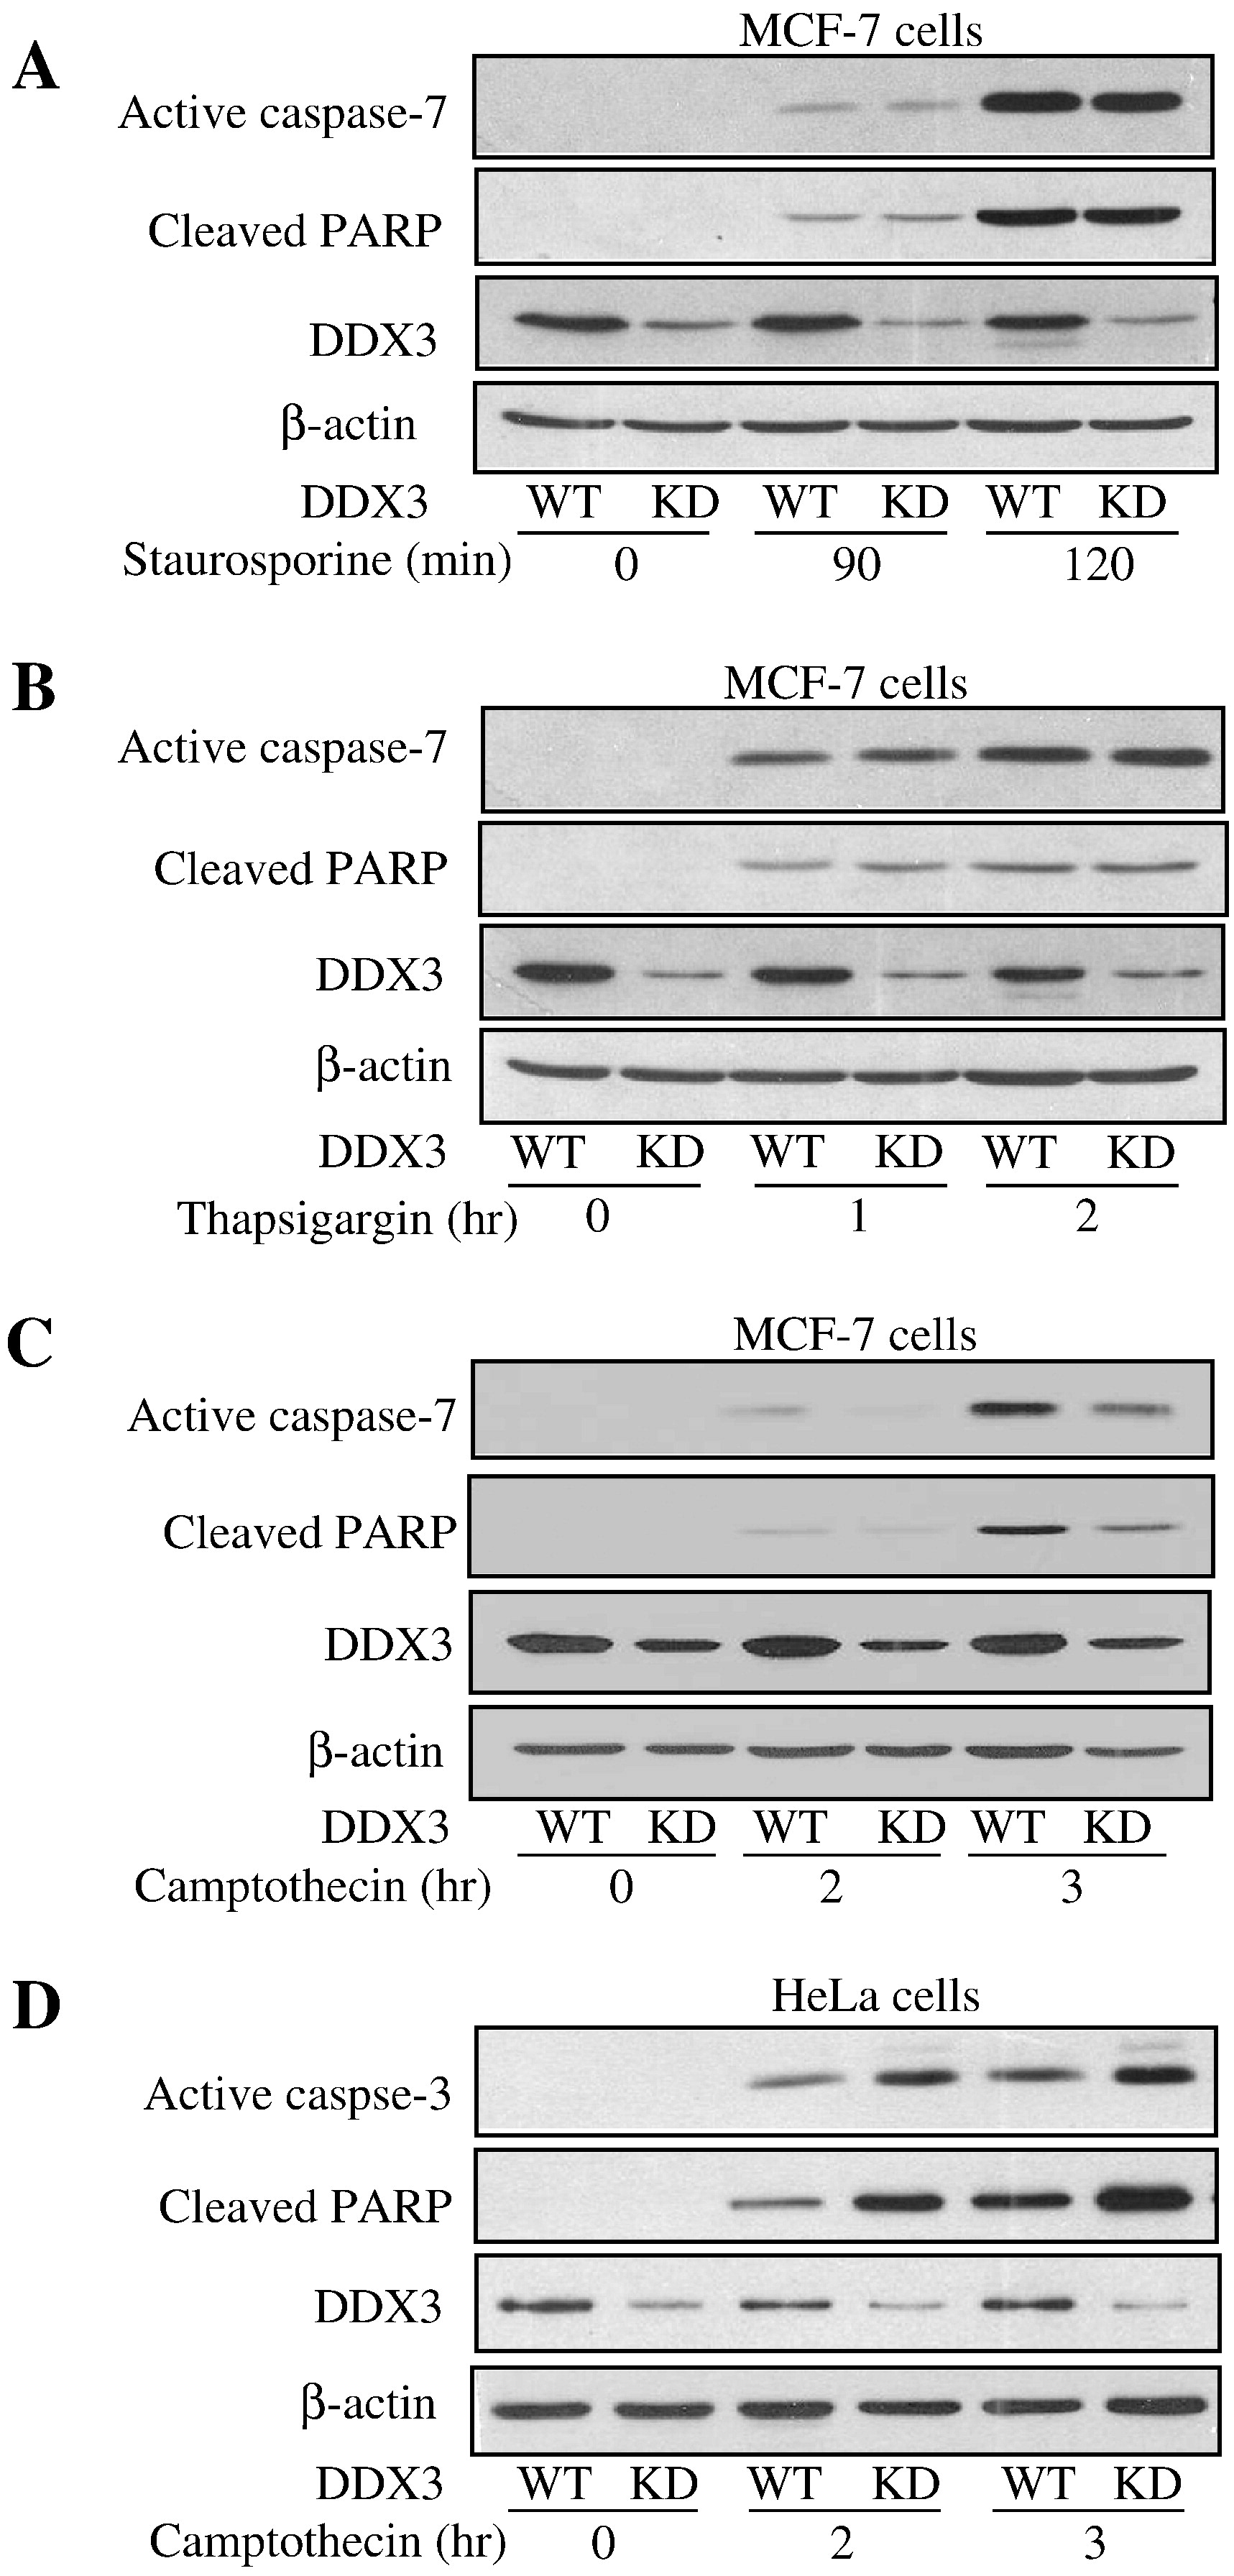 A
MCF-7 cells
Active caspase-7
Cleaved PARP
DDX3
β-actin
DDX3 WT KD WT KD WT KD
Staurosporine (min) 0 90 120
B
MCF-7 cells
Active caspase-7
Cleaved PARP
DDX3
β-actin
DDX3 WT KD WT KD WT KD
Thapsigargin (hr) 0 1 2
C
MCF-7 cells
Active caspase-7
Cleaved PARP
DDX3
β-actin
DDX3 WT KD WT KD WT KD
Camptothecin (hr) 0 2 3
D
HeLa cells
Active caspse-3
Cleaved PARP
DDX3
β-actin
DDX3 WT KD WT KD WT KD
Camptothecin (hr) 0 2 3